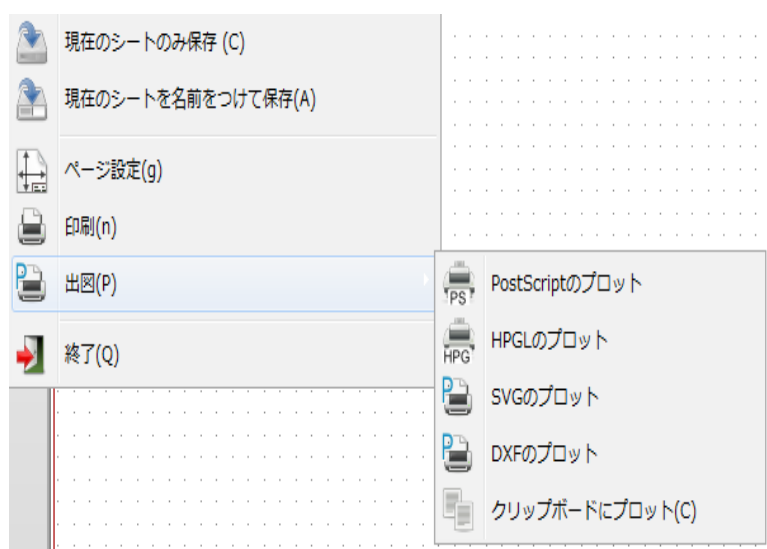 現在のシートのみ保存 (C)
現在のシートを名前をつけて保存(A)
ページ設定(g)
印刷(n)
出図(P)
終了(Q)
PS
PostScriptのプロット
HPG
HPGLのプロット
SVGのプロット
DXFのプロット
クリップボードにプロット(C)